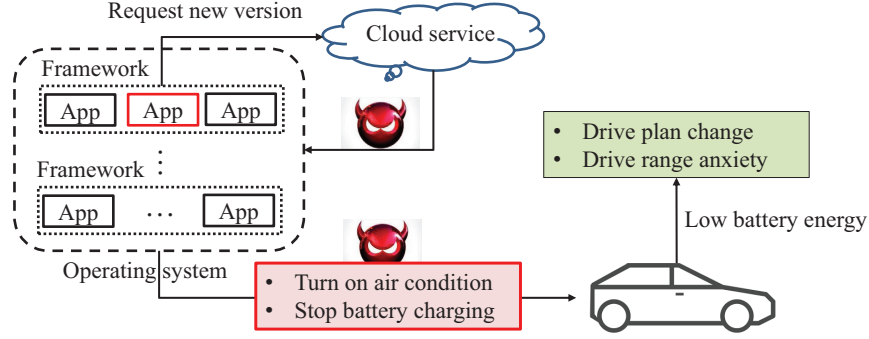 Request new version
Cloud service
Framework
App App App
⋮
Framework
App … App
Operating system
• Turn on air condition
• Stop battery charging
• Drive plan change
• Drive range anxiety
Low battery energy